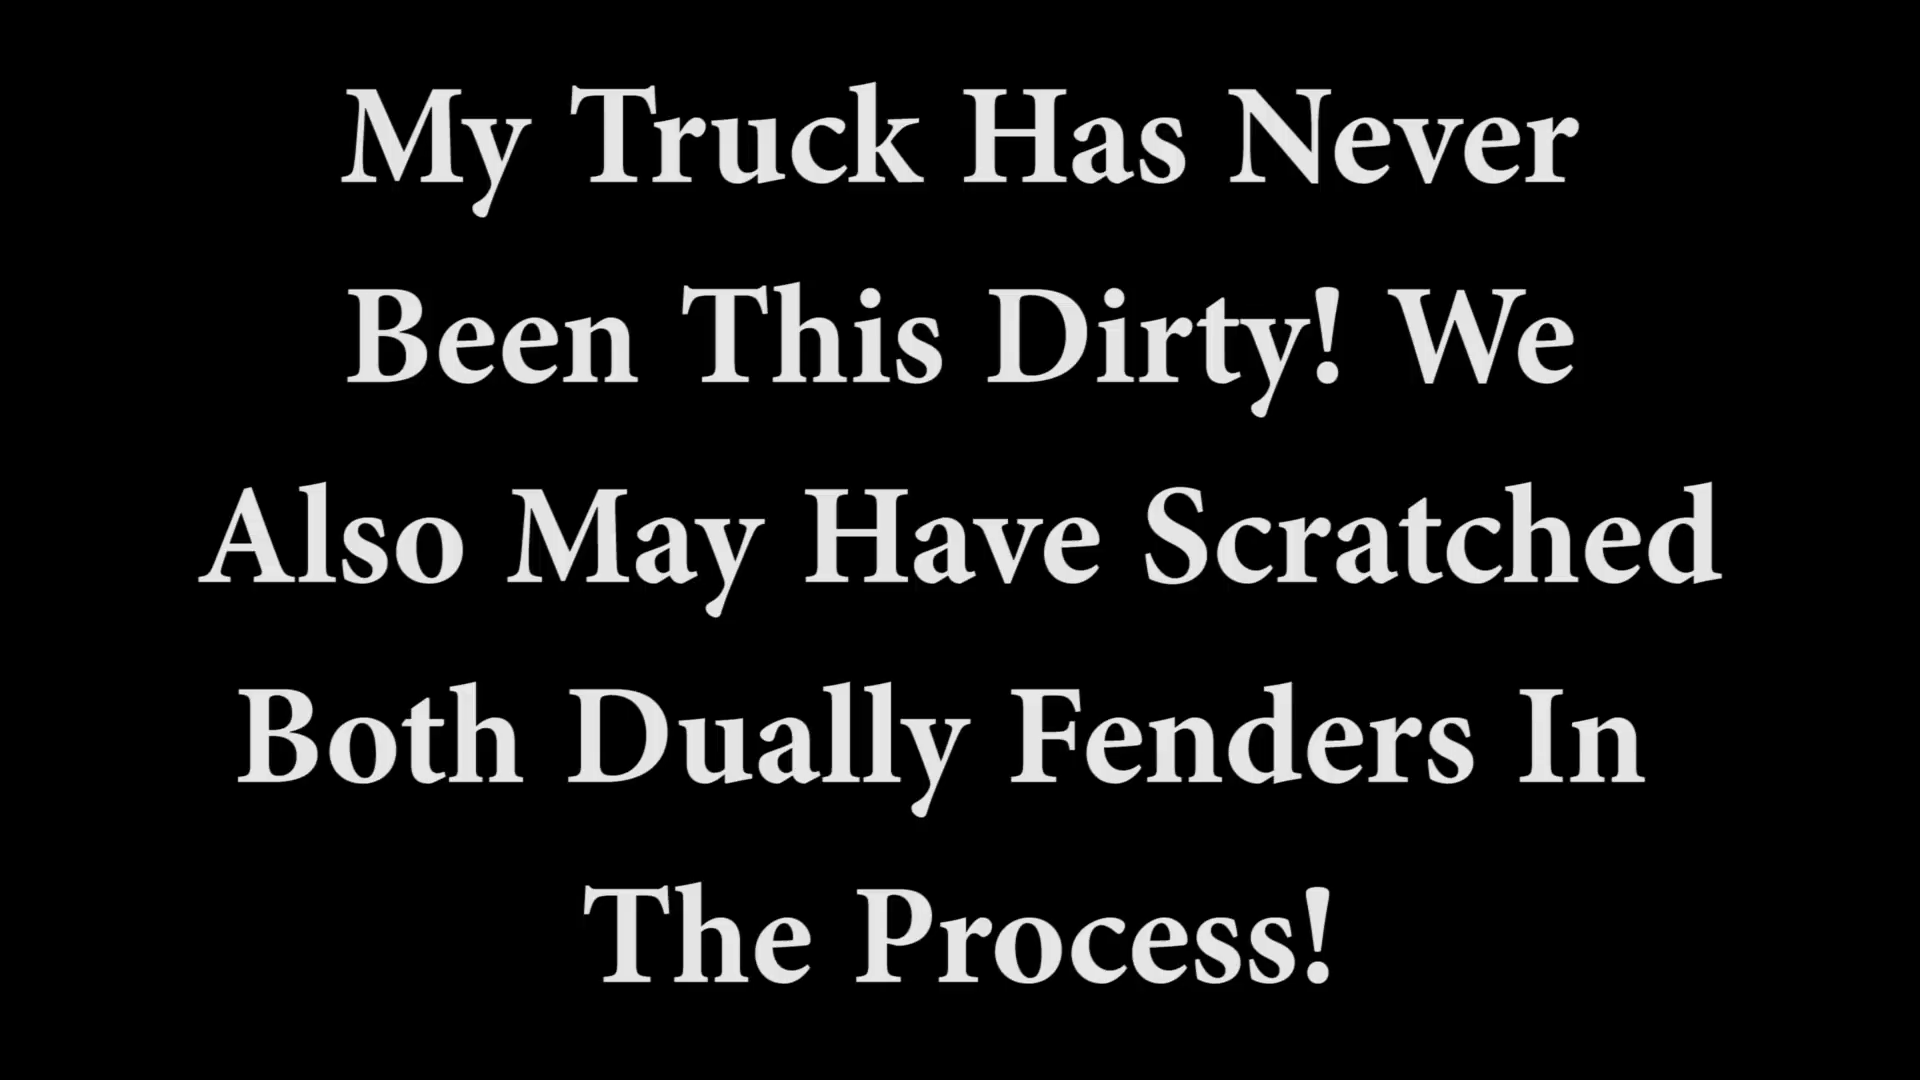 My Truck Has Never
Been This Dirty! We
Also May Have Scratched
Both Dually Fenders In
The Process!